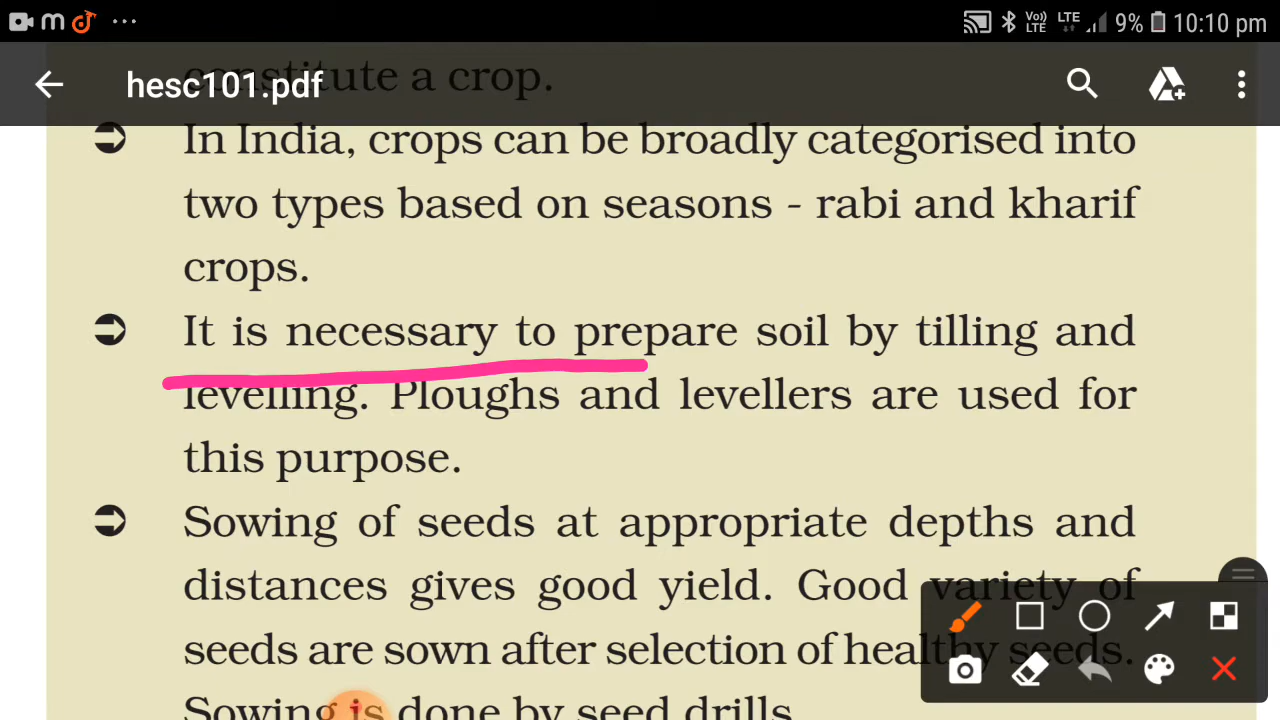 9% 10:10 pm
constitute a crop.
hesc101.pdf
In India, crops can be broadly categorised into
two types based on seasons - rabi and kharif
crops.
It is necessary to prepare soil by tilling and
levelling. Ploughs and levellers are used for
this purpose.
Sowing of seeds at appropriate depths and
distances gives good yield. Good variety of
seeds are sown after selection of healthy seeds.
Sowing is done by seed drills.